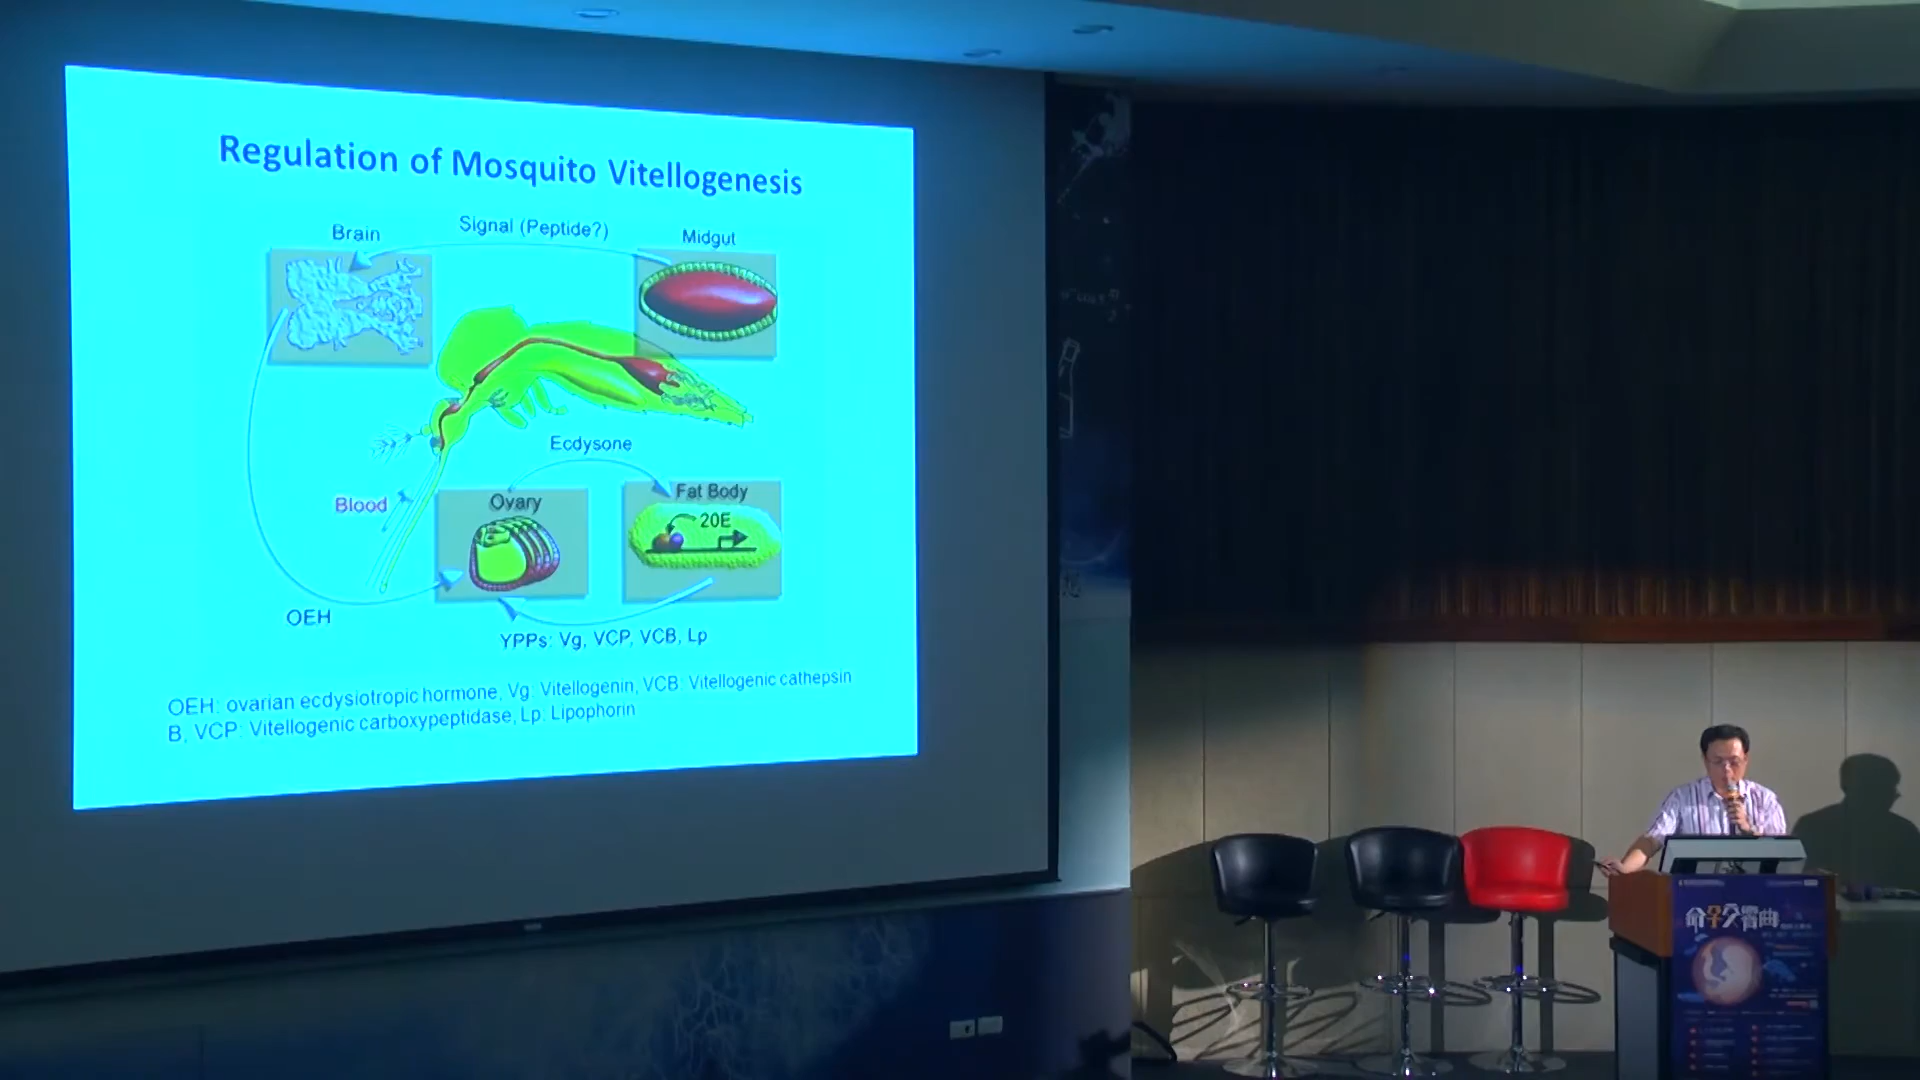 Regulation of Mosquito Vitellogenesis
Signal (Peptide?)
Brain
Midgut
Ecdysone
Blood
Ovary
Fat Body
20E
OEH
YPPs: Vg, VCP, VCB, Lp
OEH: ovarian ecdysiotropic hormone, Vg: Vitellogenin, VCB: Vitellogenic cathepsin
B, VCP: Vitellogenic carboxypeptidase, Lp: Lipophorin